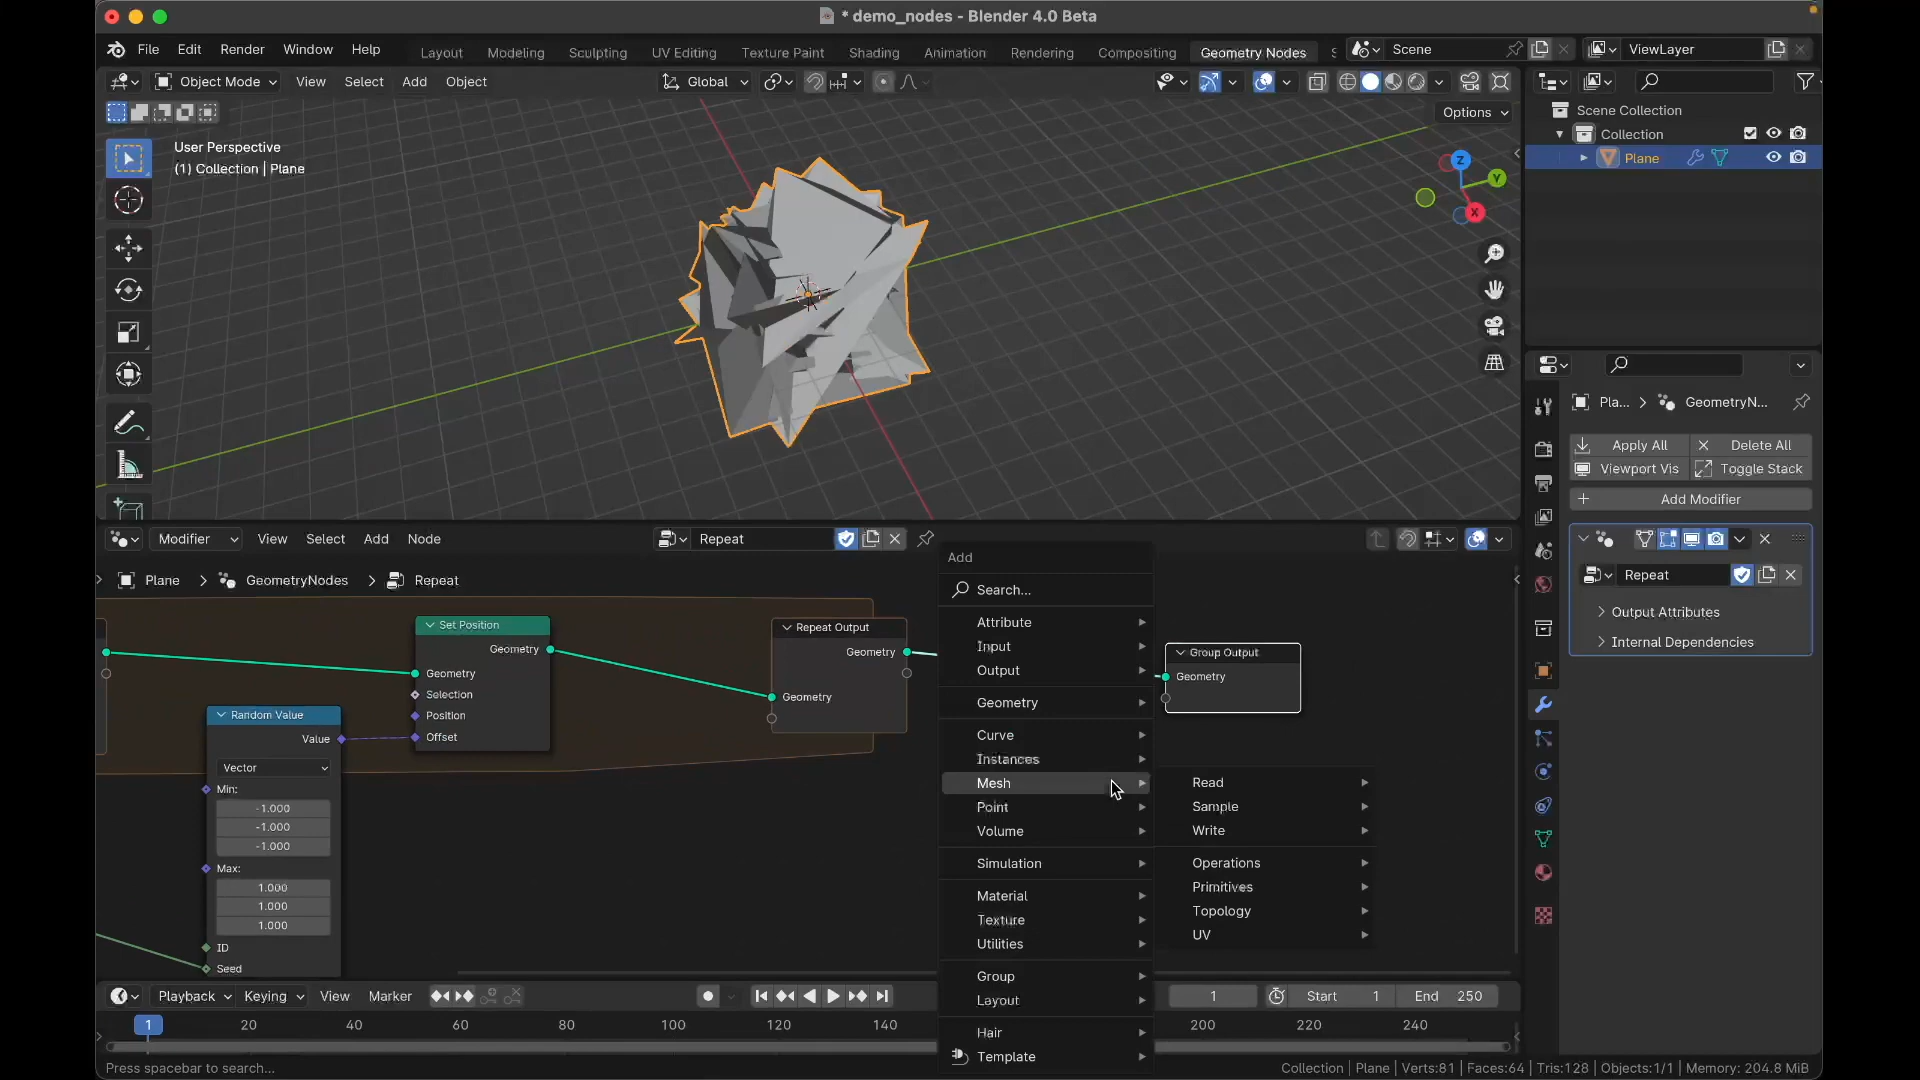 * demo_nodes - Blender 4.0 Beta
File Edit Render Window Help
Layout Modeling Sculpting UV Editing Texture Paint Shading Animation Rendering Compositing Geometry Nodes S
Scene
ViewLayer
Object Mode View Select Add Object
Global
Options
User Perspective
(1) Collection | Plane
Z
Y
X
Scene Collection
Collection
Plane
Pla... > GeometryN...
Apply All
Delete All
Viewport Vis
Toggle Stack
Add Modifier
Repeat
Output Attributes
Internal Dependencies
Modifier View Select Add Node
Repeat
Plane > GeometryNodes > Repeat
Set Position
Geometry
Geometry
Selection
Position
Offset
Random Value
Value
Vector
Min:
-1.000
-1.000
-1.000
Max:
1.000
1.000
1.000
ID
Seed
Repeat Output
Geometry
Geometry
Group Output
Geometry
Add
Search...
Attribute
Input
Output
Geometry
Curve
Instances
Mesh
Point
Volume
Simulation
Material
Texture
Utilities
Group
Layout
Hair
Template
Read
Sample
Write
Operations
Primitives
Topology
UV
Playback Keying View Marker
1
Start 1
End 250
1 20 40 60 80 100 120 140 200 220 240
Press spacebar to search...
Collection | Plane | Verts:81 | Faces:64 | Tris:128 | Objects:1/1 | Memory: 204.8 MiB